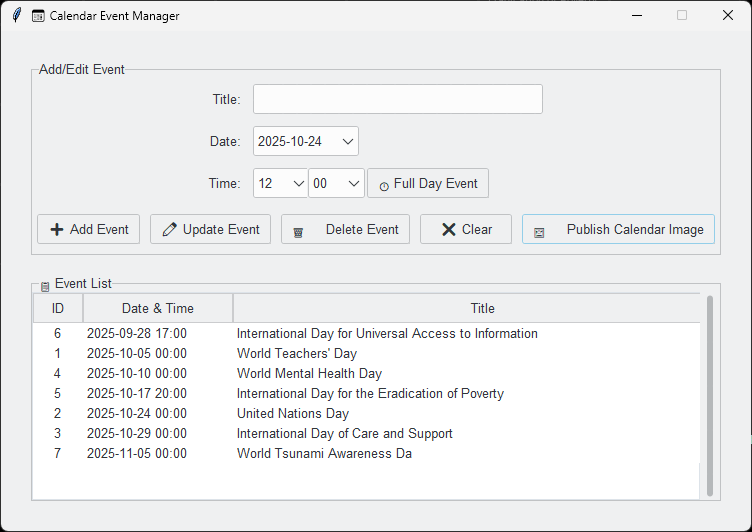 Calendar Event Manager
Add/Edit Event
Title:
Date: 2025-10-24
Time: 12 00 Full Day Event
Add Event Update Event Delete Event Clear Publish Calendar Image
Event List
ID Date & Time Title
6 2025-09-28 17:00 International Day for Universal Access to Information
1 2025-10-05 00:00 World Teachers' Day
4 2025-10-10 00:00 World Mental Health Day
5 2025-10-17 20:00 International Day for the Eradication of Poverty
2 2025-10-24 00:00 United Nations Day
3 2025-10-29 00:00 International Day of Care and Support
7 2025-11-05 00:00 World Tsunami Awareness Da